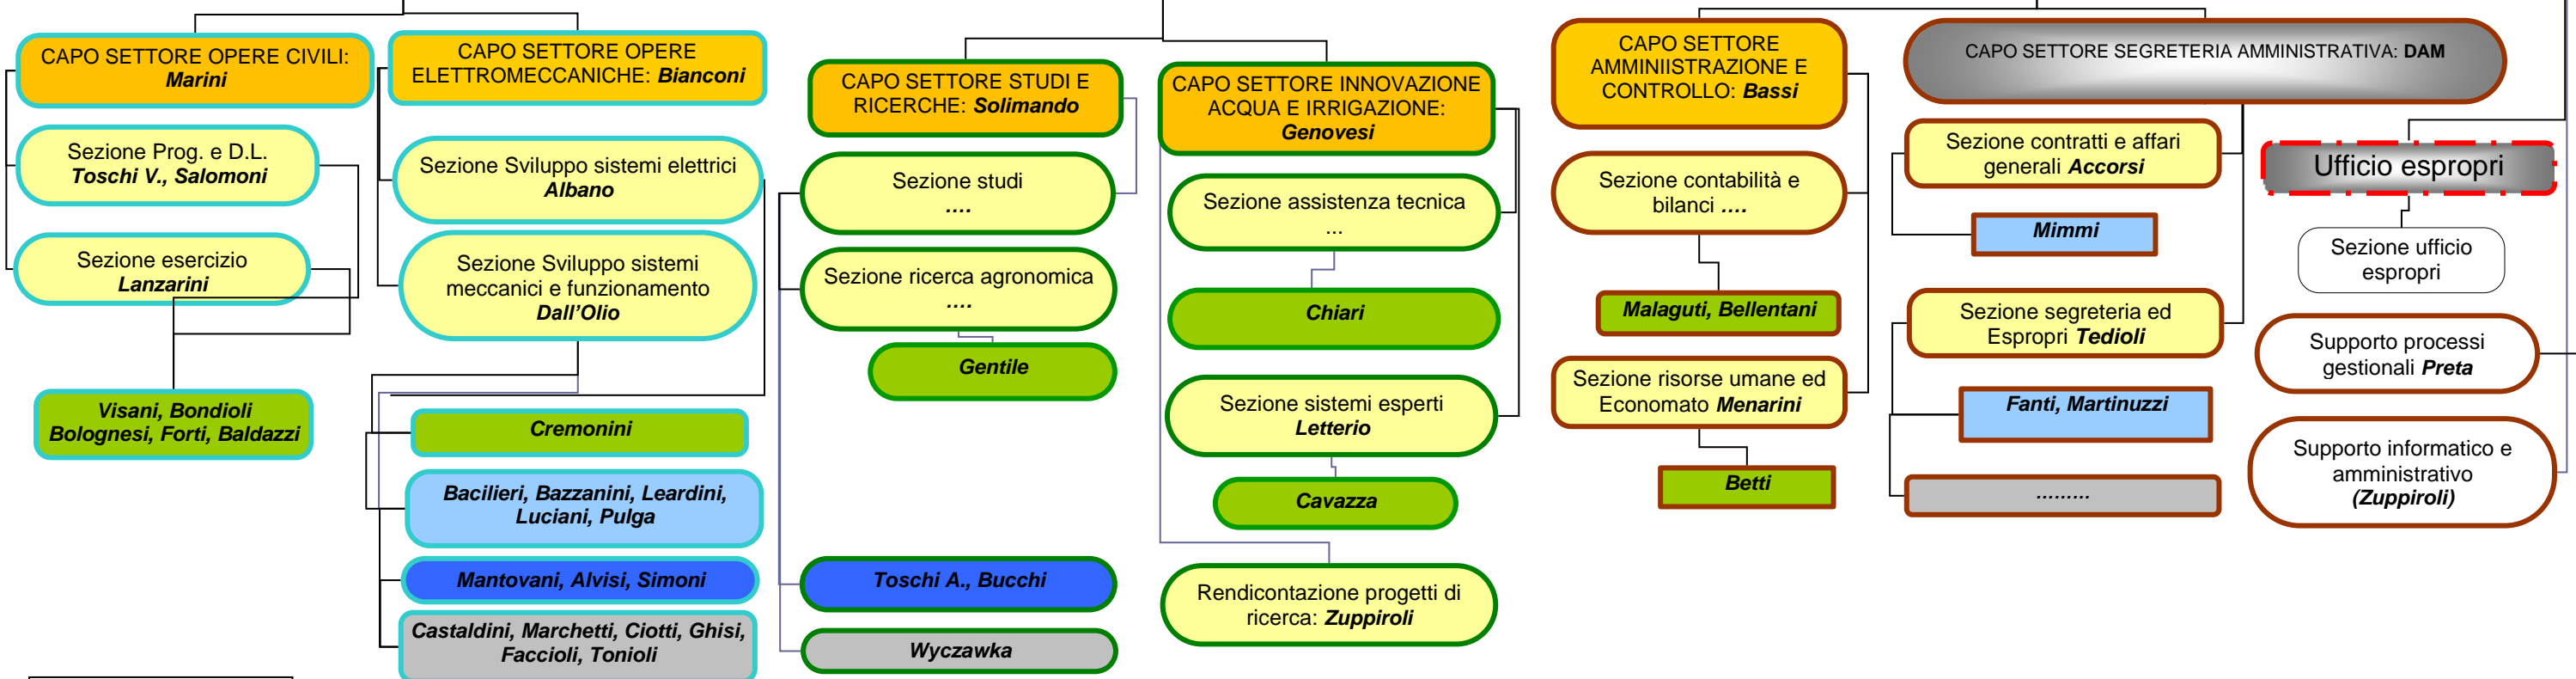 CAPO SETTORE OPERE CIVILI:
Marini
Sezione Prog. e D.L.
Toschi V., Salomoni
Sezione esercizio
Lanzarini
Visani, Bondioli
Bolognesi, Forti, Baldazzi
CAPO SETTORE OPERE
ELETTROMECCANICHE: Bianconi
Sezione Sviluppo sistemi elettrici
Albano
Sezione Sviluppo sistemi
meccanici e funzionamento
Dall'Olio
Cremonini
Bacilieri, Bazzanini, Leardini,
Luciani, Pulga
Mantovani, Alvisi, Simoni
Castaldini, Marchetti, Ciotti, Ghisi,
Faccioli, Tonioli
CAPO SETTORE STUDI E
RICERCHE: Solimando
Sezione studi
....
Sezione ricerca agronomica
....
Gentile
Toschi A., Bucchi
Wyczawka
CAPO SETTORE INNOVAZIONE
ACQUA E IRRIGAZIONE:
Genovesi
Sezione assistenza tecnica
...
Chiari
Sezione sistemi esperti
Letterio
Cavazza
Rendicontazione progetti di
ricerca: Zuppiroli
CAPO SETTORE
AMMINIISTRAZIONE E
CONTROLLO: Bassi
Sezione contabilità e
bilanci ....
Malaguti, Bellentani
Sezione risorse umane ed
Economato Menarini
Betti
CAPO SETTORE SEGRETERIA AMMINISTRATIVA: DAM
Sezione contratti e affari
generali Accorsi
Mimmi
Sezione segreteria ed
Espropri Tedioli
Fanti, Martinuzzi
.........
Ufficio espropri
Sezione ufficio
espropri
Supporto processi
gestionali Preta
Supporto informatico e
amministrativo
(Zuppiroli)